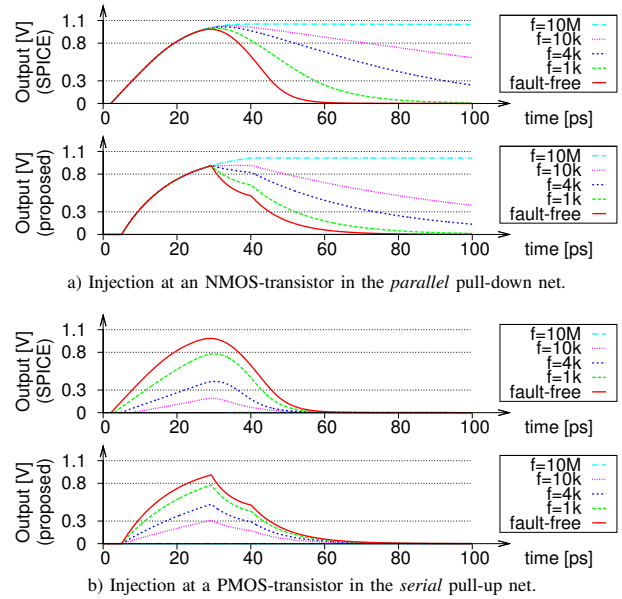 Output [V]
(SPICE)
1.1
0.8
0.3
0
0 20 40 60 80 100
time [ps]
f=10M
f=10k
f=4k
f=1k
fault-free
Output [V]
(proposed)
1.1
0.8
0.3
0
0 20 40 60 80 100
time [ps]
f=10M
f=10k
f=4k
f=1k
fault-free
a) Injection at an NMOS-transistor in the parallel pull-down net.
Output [V]
(SPICE)
1.1
0.8
0.3
0
0 20 40 60 80 100
time [ps]
f=10M
f=10k
f=4k
f=1k
fault-free
Output [V]
(proposed)
1.1
0.8
0.3
0
0 20 40 60 80 100
time [ps]
f=10M
f=10k
f=4k
f=1k
fault-free
b) Injection at a PMOS-transistor in the serial pull-up net.